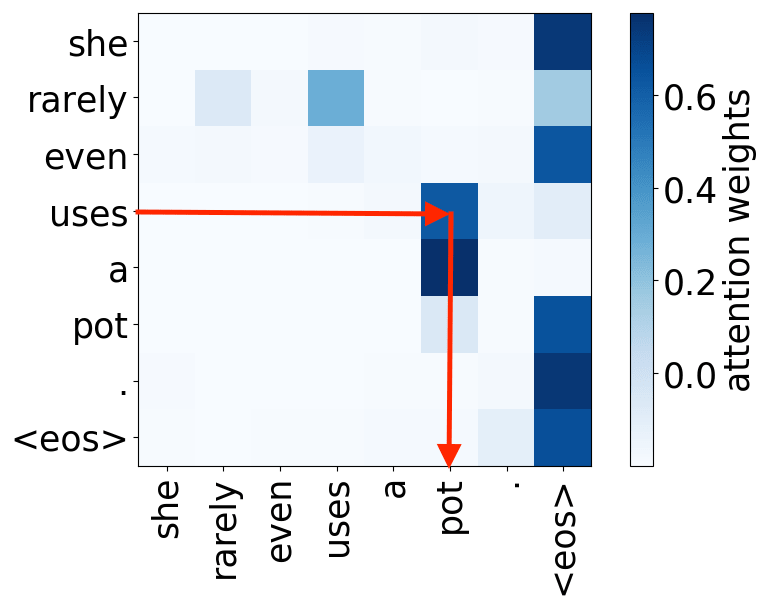 she
rarely
even
uses
a
pot
.
<eos>
she
rarely
even
uses
a
pot
.
<eos>
0.6
0.4
0.2
0.0
attention weights